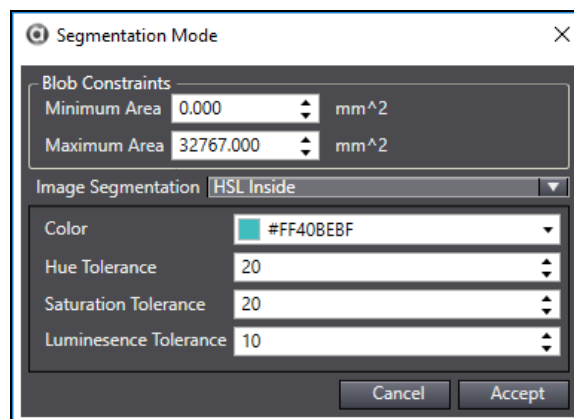 Segmentation Mode
Blob Constraints
Minimum Area 0.000 mm^2
Maximum Area 32767.000 mm^2
Image Segmentation HSL Inside
Color #FF40BEBF
Hue Tolerance 20
Saturation Tolerance 20
Luminesence Tolerance 10
Cancel Accept